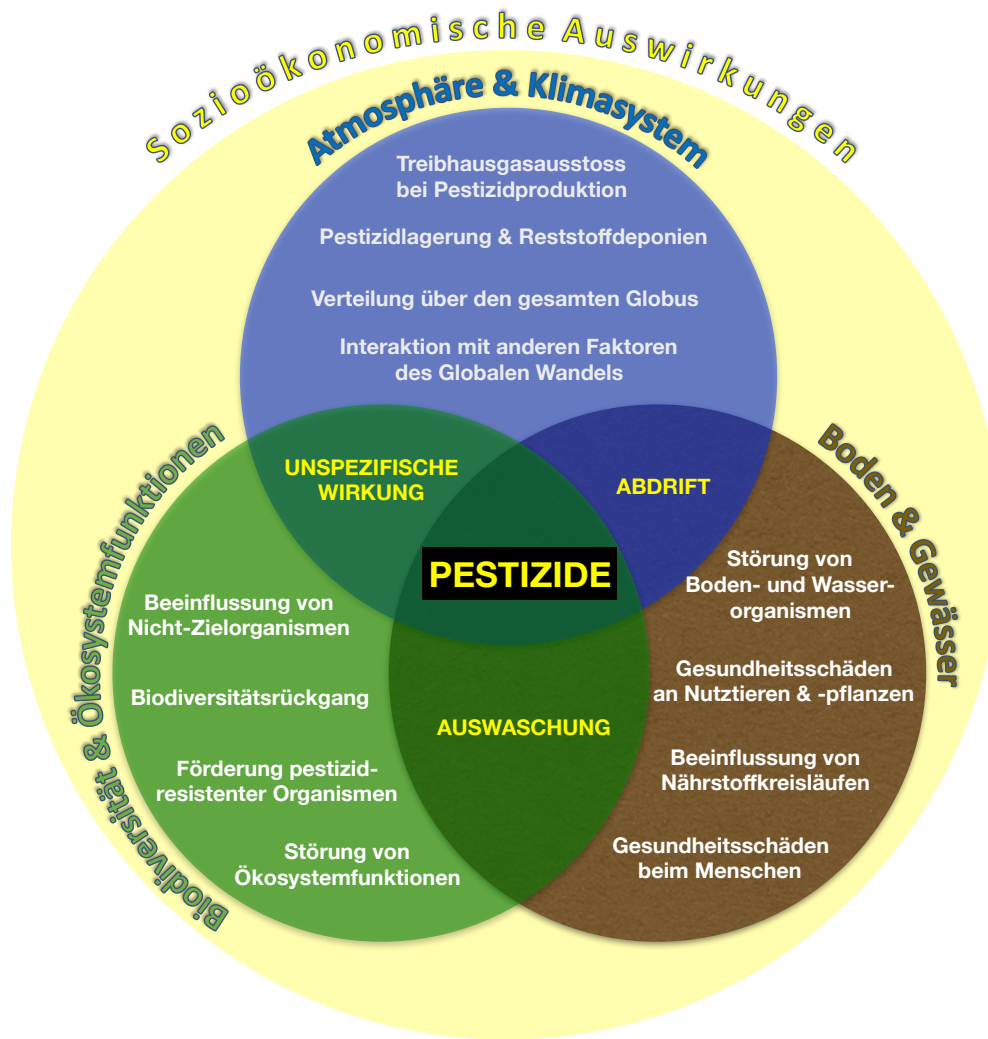 Sozioökonomische Auswirkungen
Atmosphäre & Klimasystem
Treibhausgasausstoss
bei Pestizidproduktion
Pestizidlagerung & Reststoffdeponien
Verteilung über den gesamten Globus
Interaktion mit anderen Faktoren
des Globalen Wandels
UNSPEZIFISCHE
WIRKUNG
ABDRIFT
PESTIZIDE
AUSWASCHUNG
Biodiversität & Ökosystemfunktionen
Beeinflussung von
Nicht-Zielorganismen
Biodiversitätsrückgang
Förderung pestizid-
resistenter Organismen
Störung von
Ökosystemfunktionen
Boden & Gewässer
Störung von
Boden- und Wasser-
organismen
Gesundheitsschäden
an Nutztieren & -pflanzen
Beeinflussung von
Nährstoffkreisläufen
Gesundheitsschäden
beim Menschen